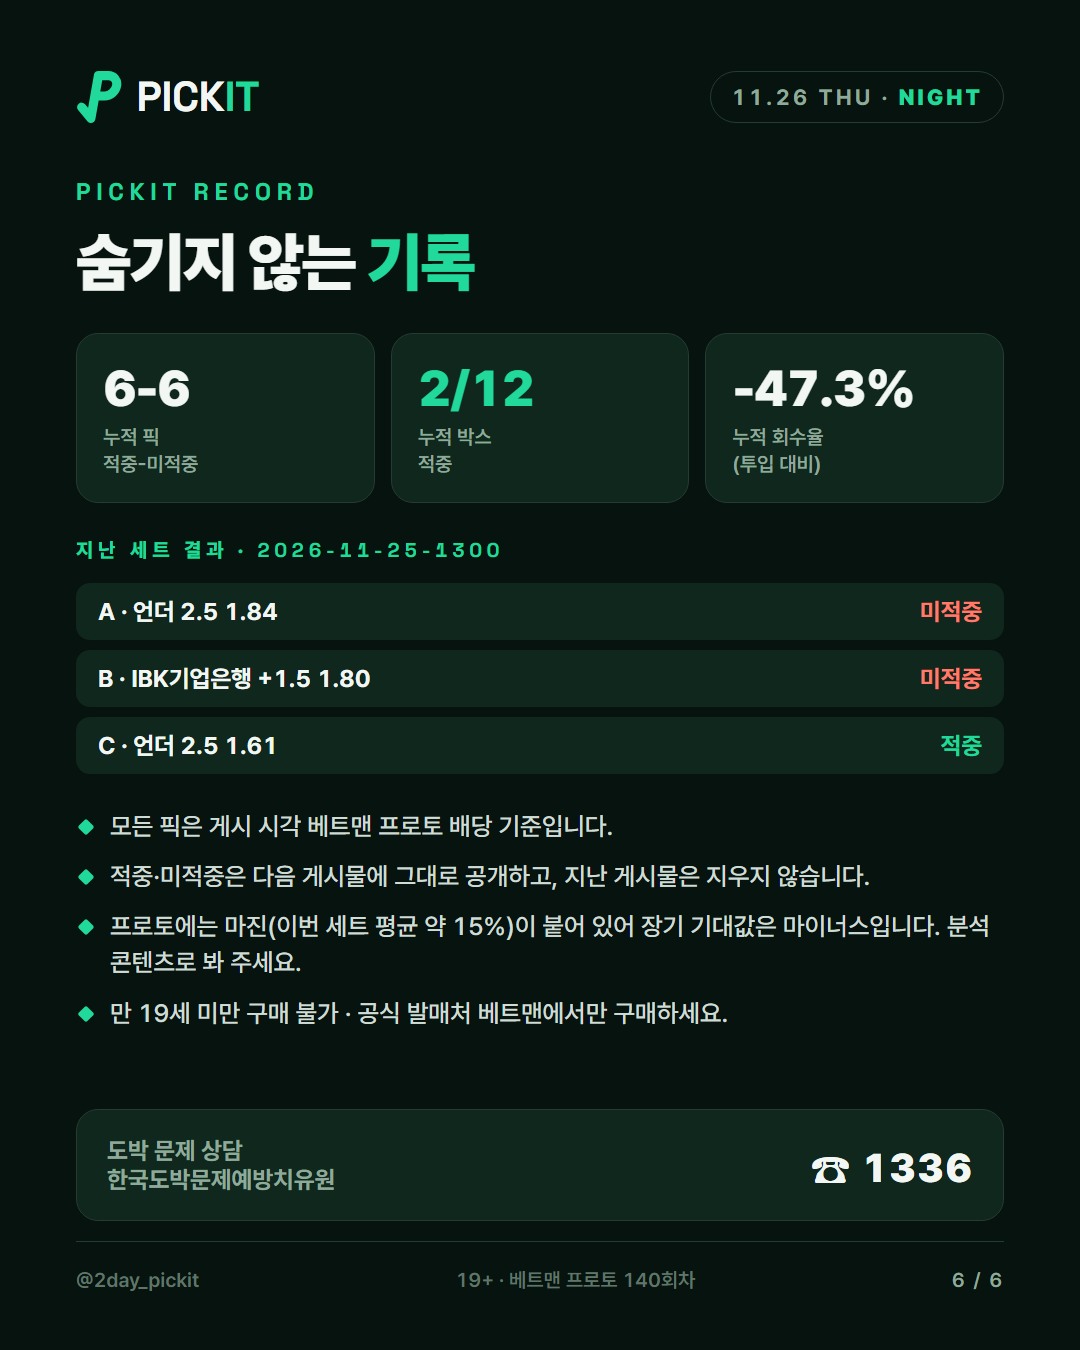 PICKIT
11.26 THU · NIGHT
PICKIT RECORD
숨기지 않는 기록
6-6
누적 픽
적중-미적중
2/12
누적 박스
적중
-47.3%
누적 회수율
(투입 대비)
지난 세트 결과 · 2026-11-25-1300
A · 언더 2.5 1.84
미적중
B · IBK기업은행 +1.5 1.80
미적중
C · 언더 2.5 1.61
적중
모든 픽은 게시 시각 베트맨 프로토 배당 기준입니다.
적중·미적중은 다음 게시물에 그대로 공개하고, 지난 게시물은 지우지 않습니다.
프로토에는 마진(이번 세트 평균 약 15%)이 붙어 있어 장기 기대값은 마이너스입니다. 분석
콘텐츠로 봐 주세요.
만 19세 미만 구매 불가 · 공식 발매처 베트맨에서만 구매하세요.
도박 문제 상담
한국도박문제예방치유원
☎ 1336
@2day_pickit
19+ · 베트맨 프로토 140회차
6 / 6